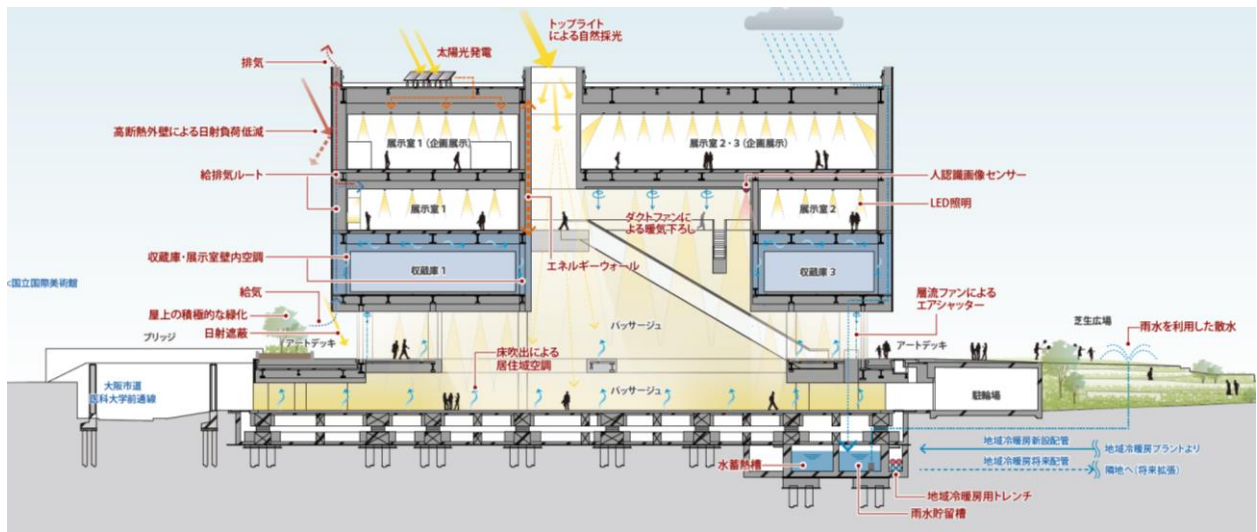 トップライト
による自然採光
太陽光発電
排気
高断熱外壁による日射負荷低減
展示室1(企画展示)
展示室2・3(企画展示)
給排気ルート
人認識画像センサー
展示室1
展示室2
LED照明
ダクトファンに
よる暖気下ろし
収蔵庫・展示室壁内空調
エネルギーウォール
収蔵庫1
収蔵庫3
<国立国際美術館
給気
層流ファンによる
エアシャッター
屋上の積極的な緑化
日射遮蔽
パッサージュ
芝生広場
雨水を利用した散水
ブリッジ
アートデッキ
アートデッキ
床吹出による
居住域空調
パッサージュ
大阪市道
医科大学前通線
駐輪場
地域冷暖房新設配管
地域冷暖房プラントより
水蓄熱槽
地域冷暖房将来配管
隣地へ(将来拡張)
地域冷暖房用トレンチ
雨水貯留槽